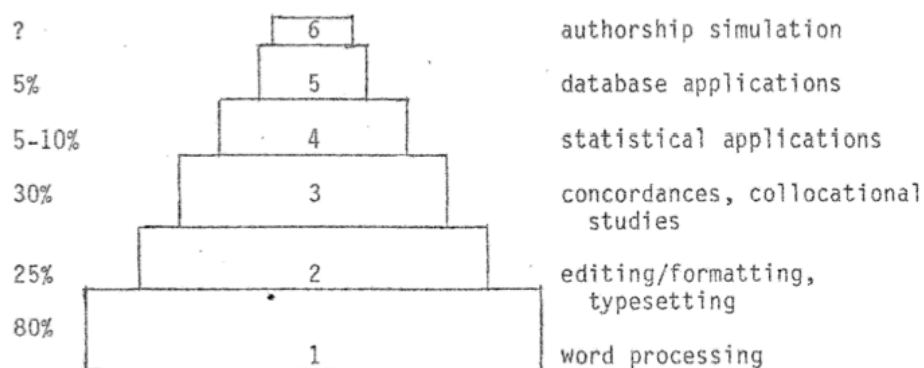 ? 6 authorship simulation
5% 5 database applications
5-10% 4 statistical applications
30% 3 concordances, collocational
studies
25% 2 editing/formatting,
typesetting
80%
1 word processing